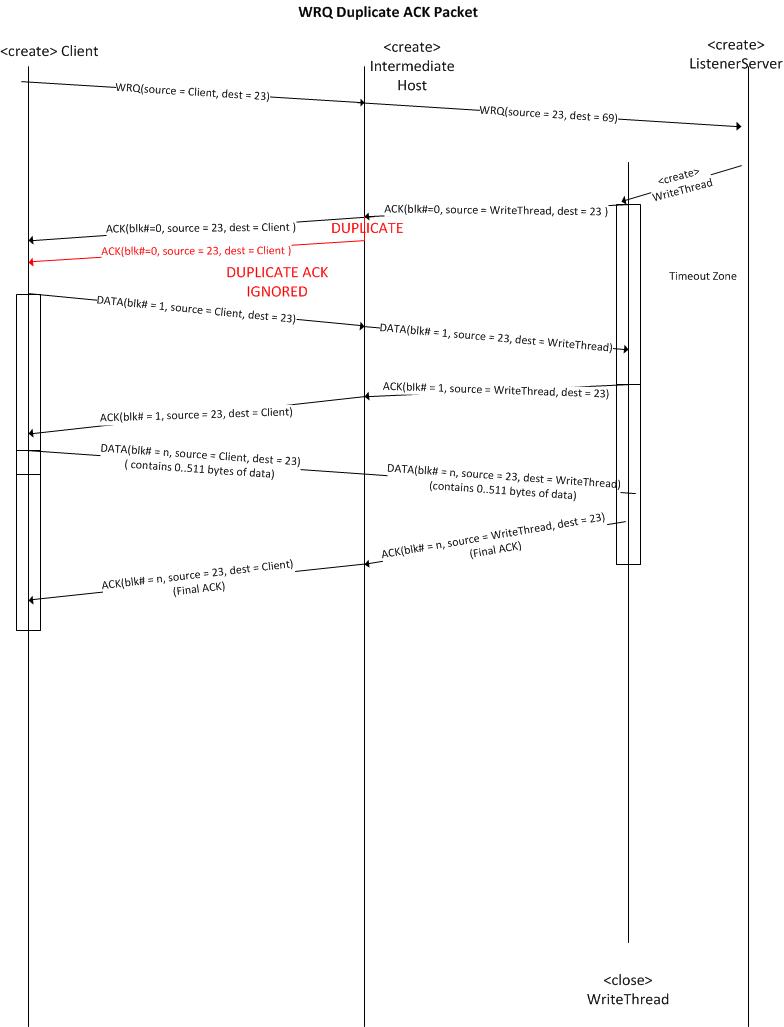 WRQ Duplicate ACK Packet
<create> Client
<create>
Intermediate
Host
<create>
ListenerServer
WRQ(source = Client, dest = 23)
WRQ(source = 23, dest = 69)
<create>
WriteThread
ACK(blk#=0, source = WriteThread, dest = 23 )
ACK(blk#=0, source = 23, dest = Client )
DUPLICATE
ACK(blk#=0, source = 23, dest = Client )
DUPLICATE ACK
IGNORED
Timeout Zone
DATA(blk# = 1, source = Client, dest = 23)
DATA(blk# = 1, source = 23, dest = WriteThread)
ACK(blk# = 1, source = WriteThread, dest = 23)
ACK(blk# = 1, source = 23, dest = Client)
DATA(blk# = n, source = Client, dest = 23)
( contains 0..511 bytes of data)
DATA(blk# = n, source = 23, dest = WriteThread)
(contains 0..511 bytes of data)
ACK(blk# = n, source = WriteThread, dest = 23)
(Final ACK)
ACK(blk# = n, source = 23, dest = Client)
(Final ACK)
<close>
WriteThread